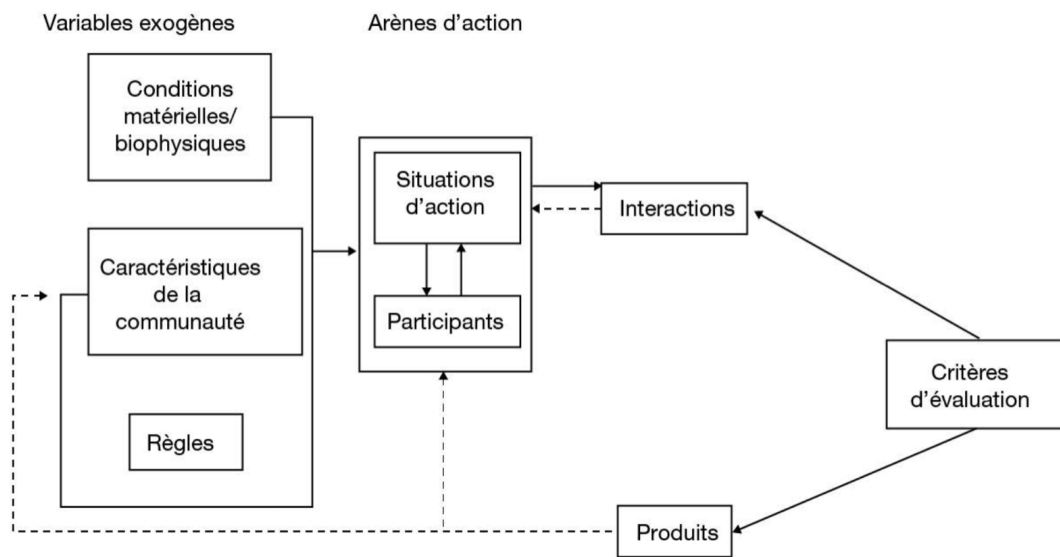 Variables exogènes
Arènes d’action
Conditions
matérielles/
biophysiques
Situations
d’action
Interactions
Caractéristiques
de la
communauté
Participants
Critères
d’évaluation
Règles
Produits